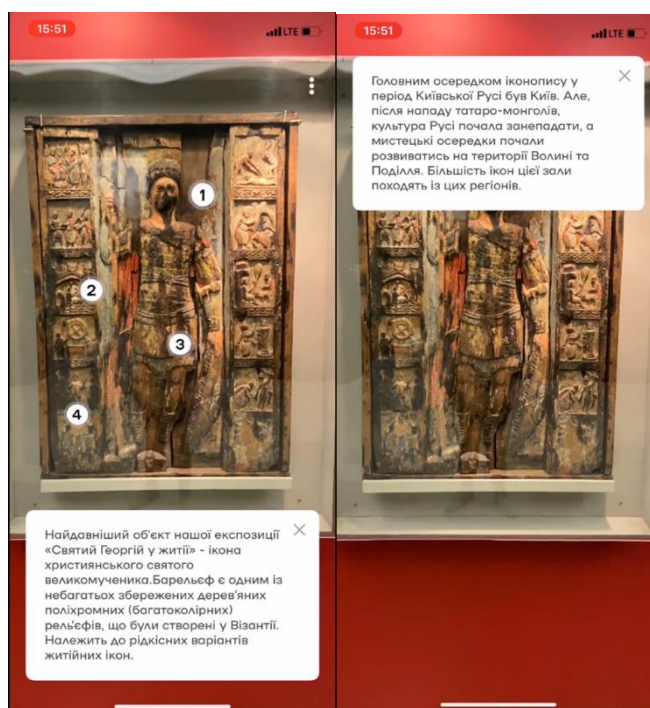 15:51
LTE
1
2
3
4
Найдавніший об'єкт нашої експозиції
«Святий Георгій у житії» - ікона
християнського святого
великомученика.Барельєф є одним із
небагатьох збережених дерев'яних
поліхромних (багатоколірних)
рельєфів, що були створені у Візантії.
Належить до рідкісних варіантів
житійних ікон.
15:51
LTE
Головним осередком іконопису у
період Київської Русі був Київ. Але,
після нападу татаро-монголів,
культура Русі почала занепадати, а
мистецькі осередки почали
розвиватись на території Волині та
Поділля. Більшість ікон цієї зали
походять із цих регіонів.